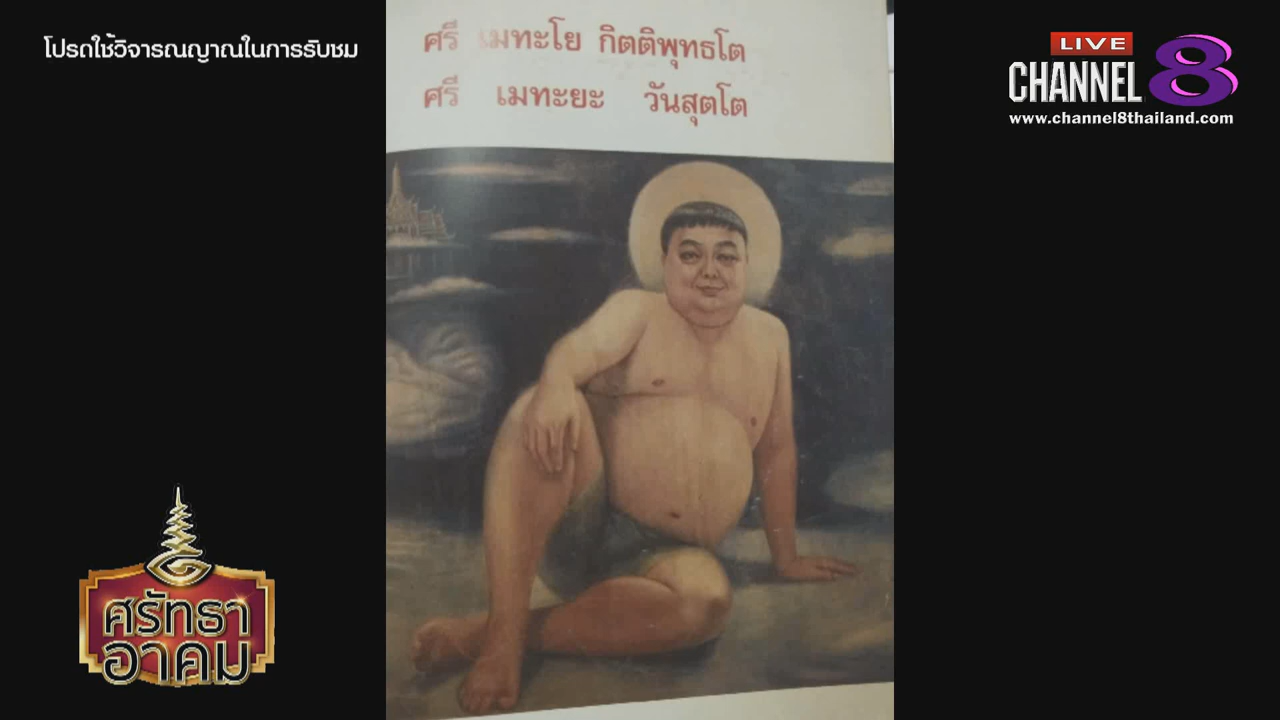 โปรดใช้วิจารณญาณในการรับชม
ศรี เมทะโย กิตติพุทธโต
ศรี เมทะยะ วันสุตโต
LIVE
CHANNEL 8
www.channel8thailand.com
ศรัทธา
อาคม